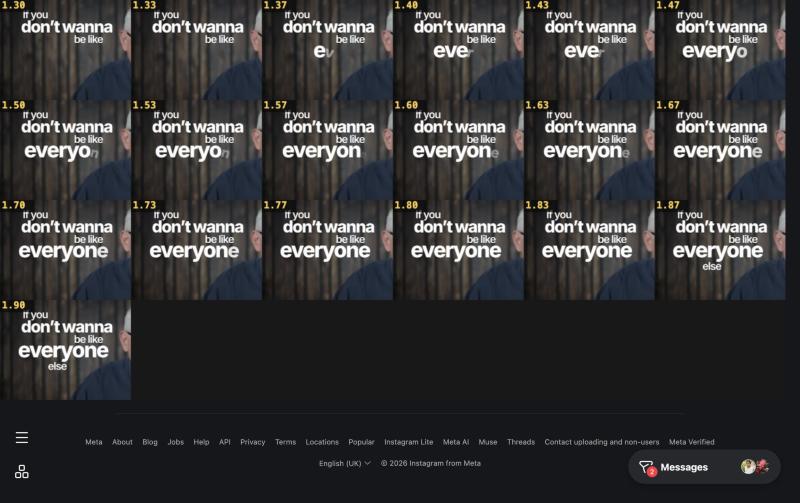 1.30 1.33 1.37 1.40 1.43 1.47
If you If you If you If you If you If you
don't wanna don't wanna don't wanna don't wanna don't wanna don't wanna
be like be like be like be like be like be like
ev ever ever everyo
1.50 1.53 1.57 1.60 1.63 1.67
If you If you If you If you If you If you
don't wanna don't wanna don't wanna don't wanna don't wanna don't wanna
be like be like be like be like be like be like
everyon everyon everyon everyone everyone everyone
1.70 1.73 1.77 1.80 1.83 1.87
If you If you If you If you If you If you
don't wanna don't wanna don't wanna don't wanna don't wanna don't wanna
be like be like be like be like be like be like
everyone everyone everyone everyone everyone everyone
else
1.90
If you
don't wanna
be like
everyone
else
Meta About Blog Jobs Help API Privacy Terms Locations Popular Instagram Lite Meta AI Muse Threads Contact uploading and non-users Meta Verified
English (UK) © 2026 Instagram from Meta
2 Messages